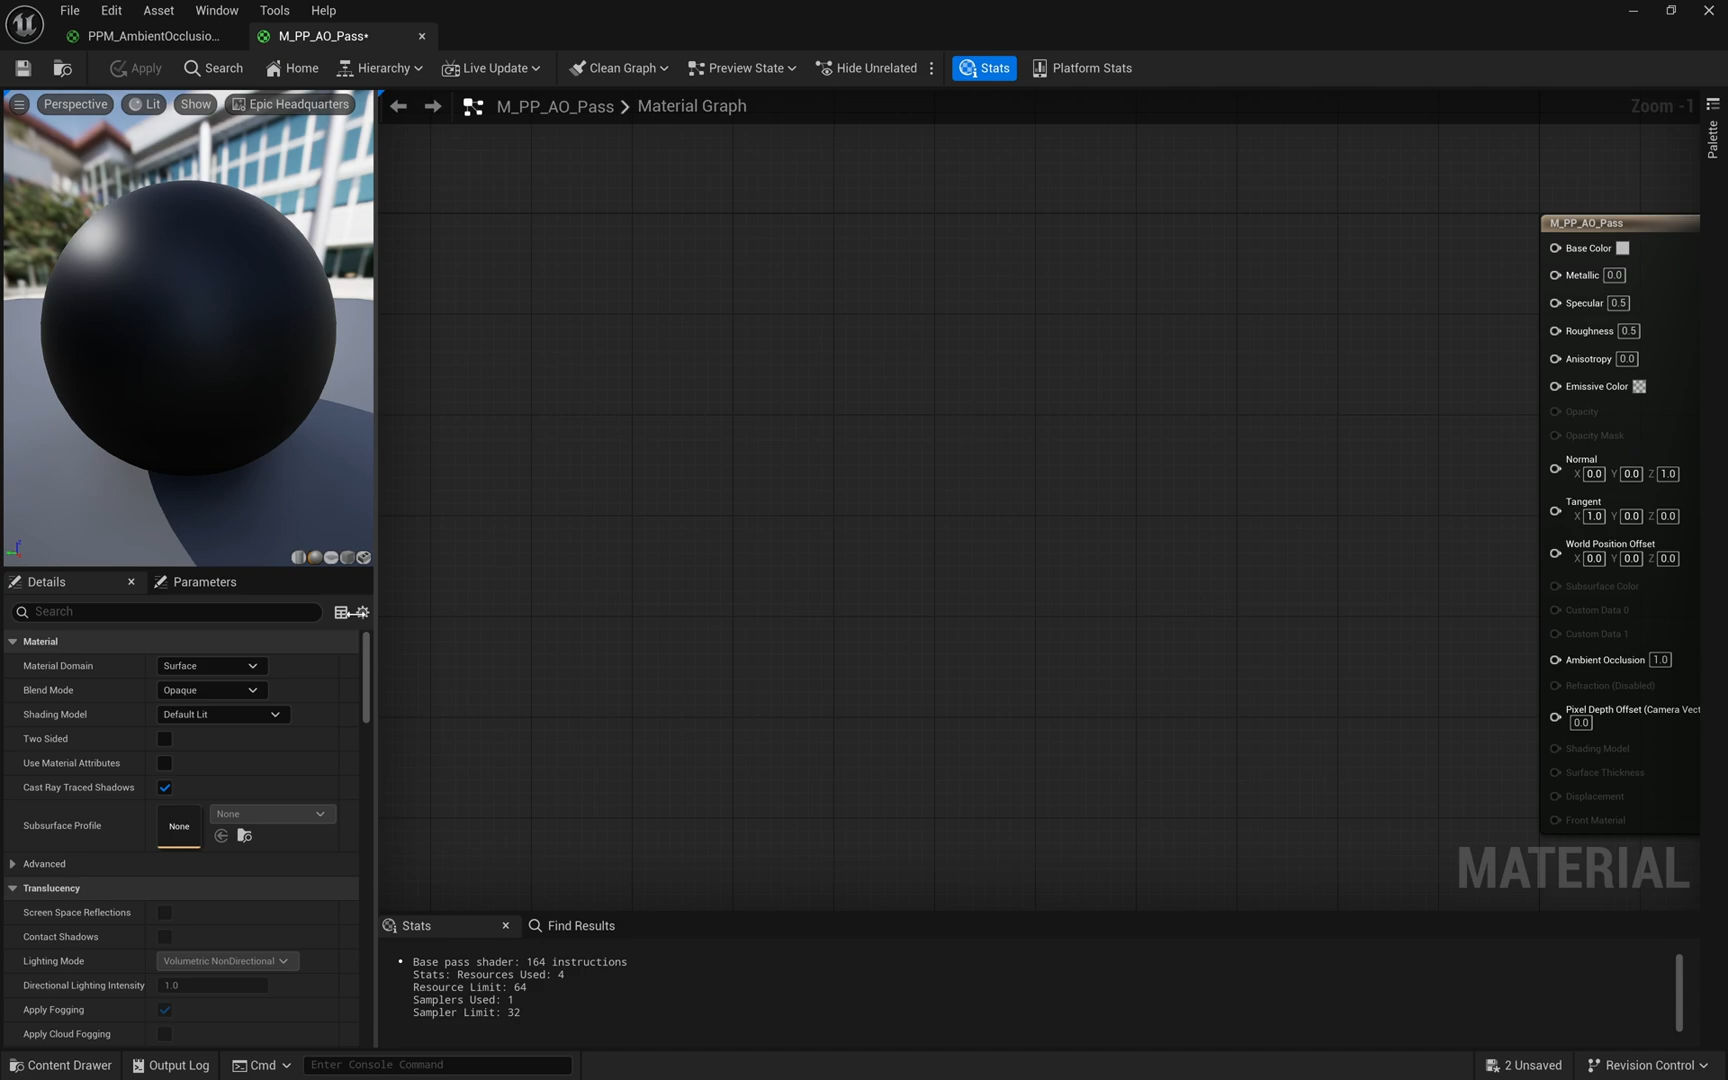 File Edit Asset Window Tools Help
PPM_AmbientOcclusio... M_PP_AO_Pass*
Apply Search Home Hierarchy Live Update Clean Graph Preview State Hide Unrelated Stats Platform Stats
Perspective Lit Show Epic Headquarters
M_PP_AO_Pass Material Graph Zoom -1
Palette
M_PP_AO_Pass
Base Color
Metallic 0.0
Specular 0.5
Roughness 0.5
Anisotropy 0.0
Emissive Color
Opacity
Opacity Mask
Normal
X 0.0 Y 0.0 Z 1.0
Tangent
X 1.0 Y 0.0 Z 0.0
World Position Offset
X 0.0 Y 0.0 Z 0.0
Subsurface Color
Custom Data 0
Custom Data 1
Ambient Occlusion 1.0
Refraction (Disabled)
Pixel Depth Offset (Camera Vect
0.0
Shading Model
Surface Thickness
Displacement
Front Material
MATERIAL
Details Parameters
Search
Material
Material Domain Surface
Blend Mode Opaque
Shading Model Default Lit
Two Sided
Use Material Attributes
Cast Ray Traced Shadows
Subsurface Profile None None
Advanced
Translucency
Screen Space Reflections
Contact Shadows
Lighting Mode Volumetric NonDirectional
Directional Lighting Intensity 1.0
Apply Fogging
Apply Cloud Fogging
Stats Find Results
Base pass shader: 164 instructions
Stats: Resources Used: 4
Resource Limit: 64
Samplers Used: 1
Sampler Limit: 32
Content Drawer Output Log Cmd Enter Console Command 2 Unsaved Revision Control